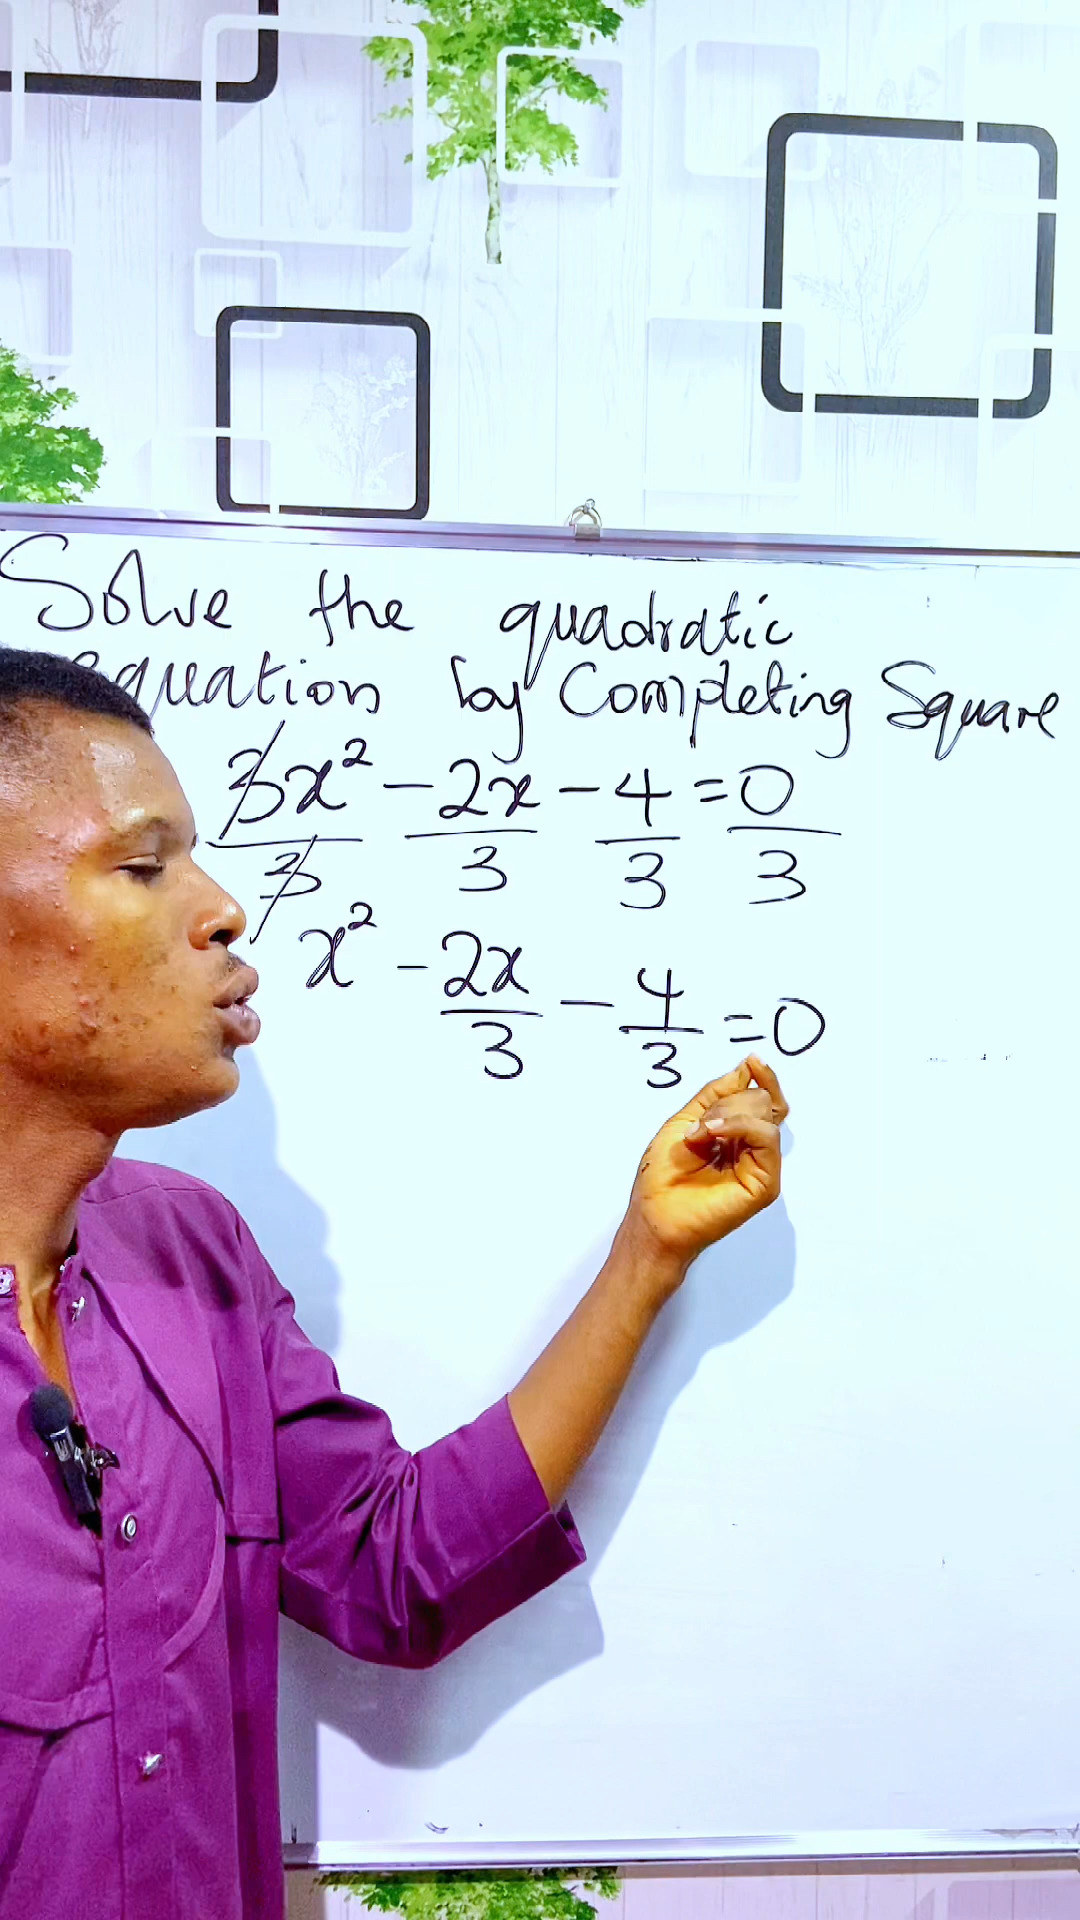 Solve the quadratic
equation by Completing Square
3x² - 2x - 4 = 0
3 3 3 3
x² - 2x/3 - 4/3 = 0